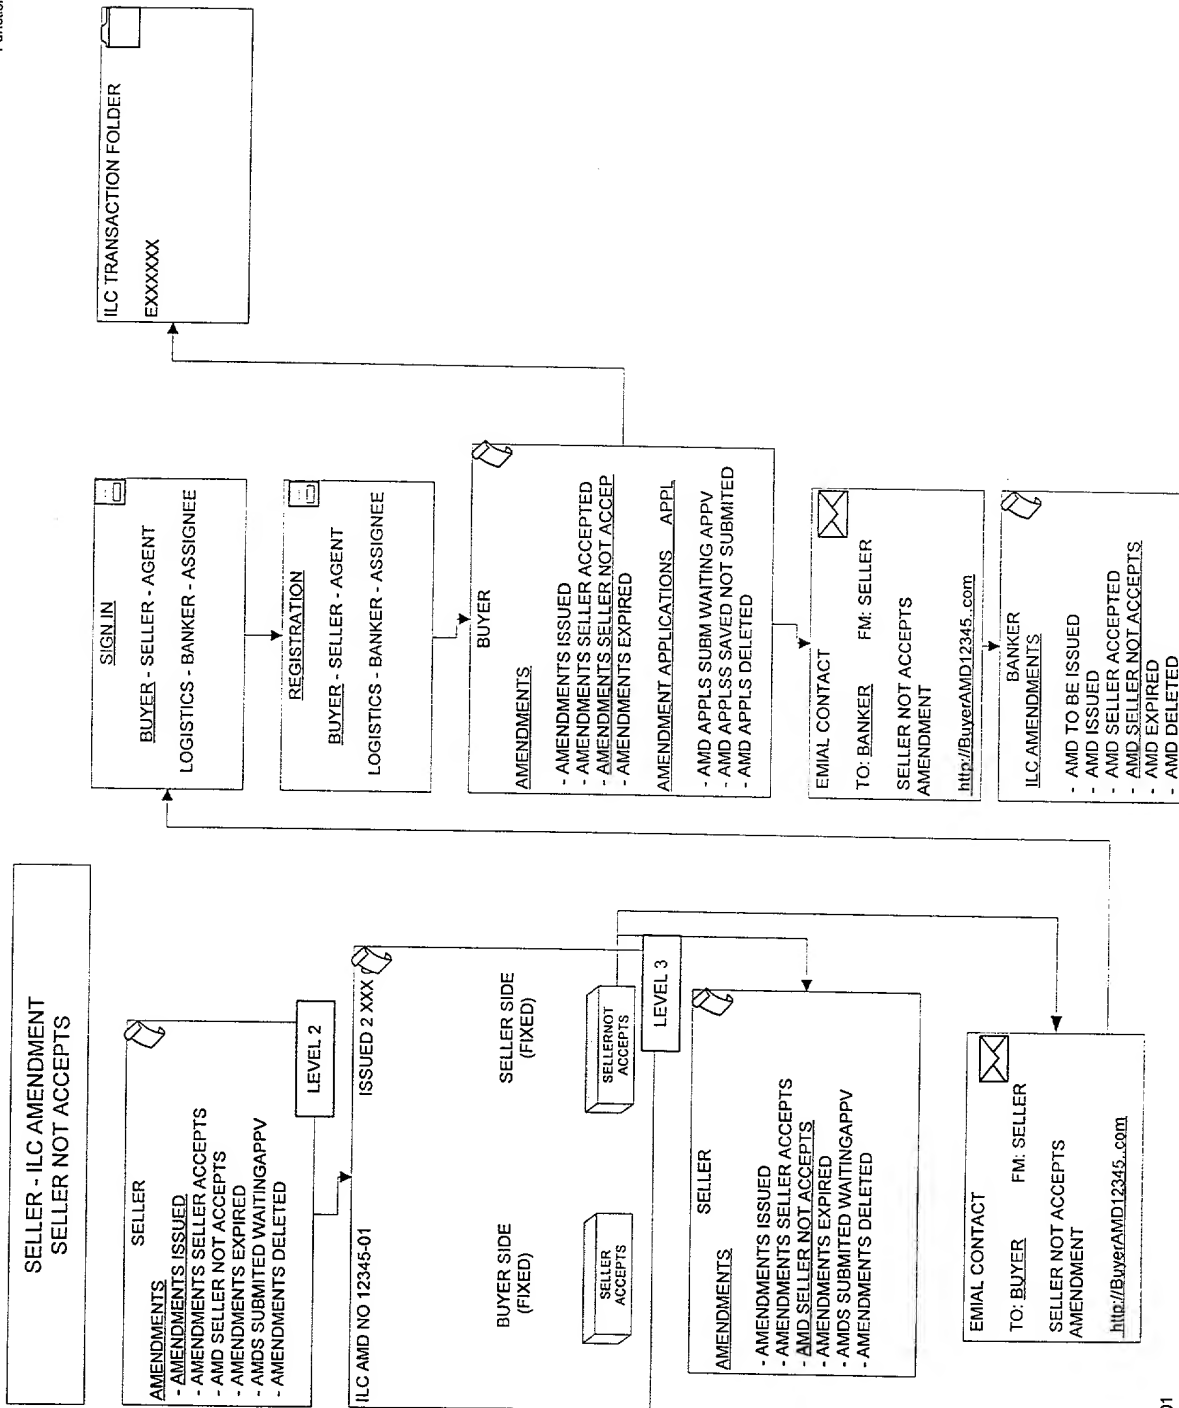 SELLER - ILC AMENDMENT
SELLER NOT ACCEPTS
SELLER
AMENDMENTS
- AMENDMENTS ISSUED
- AMENDMENTS SELLER ACCEPTS
- AMD SELLER NOT ACCEPTS
- AMENDMENTS EXPIRED
- AMDS SUBMITED WAITINGAPPV
- AMENDMENTS DELETED
LEVEL 2
ILC AMD NO 12345-01
ISSUED 2 XXX
BUYER SIDE
(FIXED)
SELLER SIDE
(FIXED)
SELLER
ACCEPTS
SELLERNOT
ACCEPTS
LEVEL 3
SELLER
AMENDMENTS
- AMENDMENTS ISSUED
- AMENDMENTS SELLER ACCEPTS
- AMD SELLER NOT ACCEPTS
- AMENDMENTS EXPIRED
- AMDS SUBMITED WAITINGAPPV
- AMENDMENTS DELETED
EMIAL CONTACT
TO: BUYER FM: SELLER
SELLER NOT ACCEPTS
AMENDMENT
http://BuyerAMD12345..com
SIGN IN
BUYER - SELLER - AGENT
LOGISTICS - BANKER - ASSIGNEE
REGISTRATION
BUYER - SELLER - AGENT
LOGISTICS - BANKER - ASSIGNEE
BUYER
AMENDMENTS
- AMENDMENTS ISSUED
- AMENDMENTS SELLER ACCEPTED
- AMENDMENTS SELLER NOT ACCEP
- AMENDMENTS EXPIRED
AMENDMENT APPLICATIONS APPL
- AMD APPLS SUBM WAITING APPV
- AMD APPLSS SAVED NOT SUBMITED
- AMD APPLS DELETED
EMIAL CONTACT
TO: BANKER FM: SELLER
SELLER NOT ACCEPTS
AMENDMENT
http://BuyerAMD12345..com
BANKER
ILC AMENDMENTS
- AMD TO BE ISSUED
- AMD ISSUED
- AMD SELLER ACCEPTED
- AMD SELLER NOT ACCEPTS
- AMD EXPIRED
- AMD DELETED
ILC TRANSACTION FOLDER
EXXXXXX
01